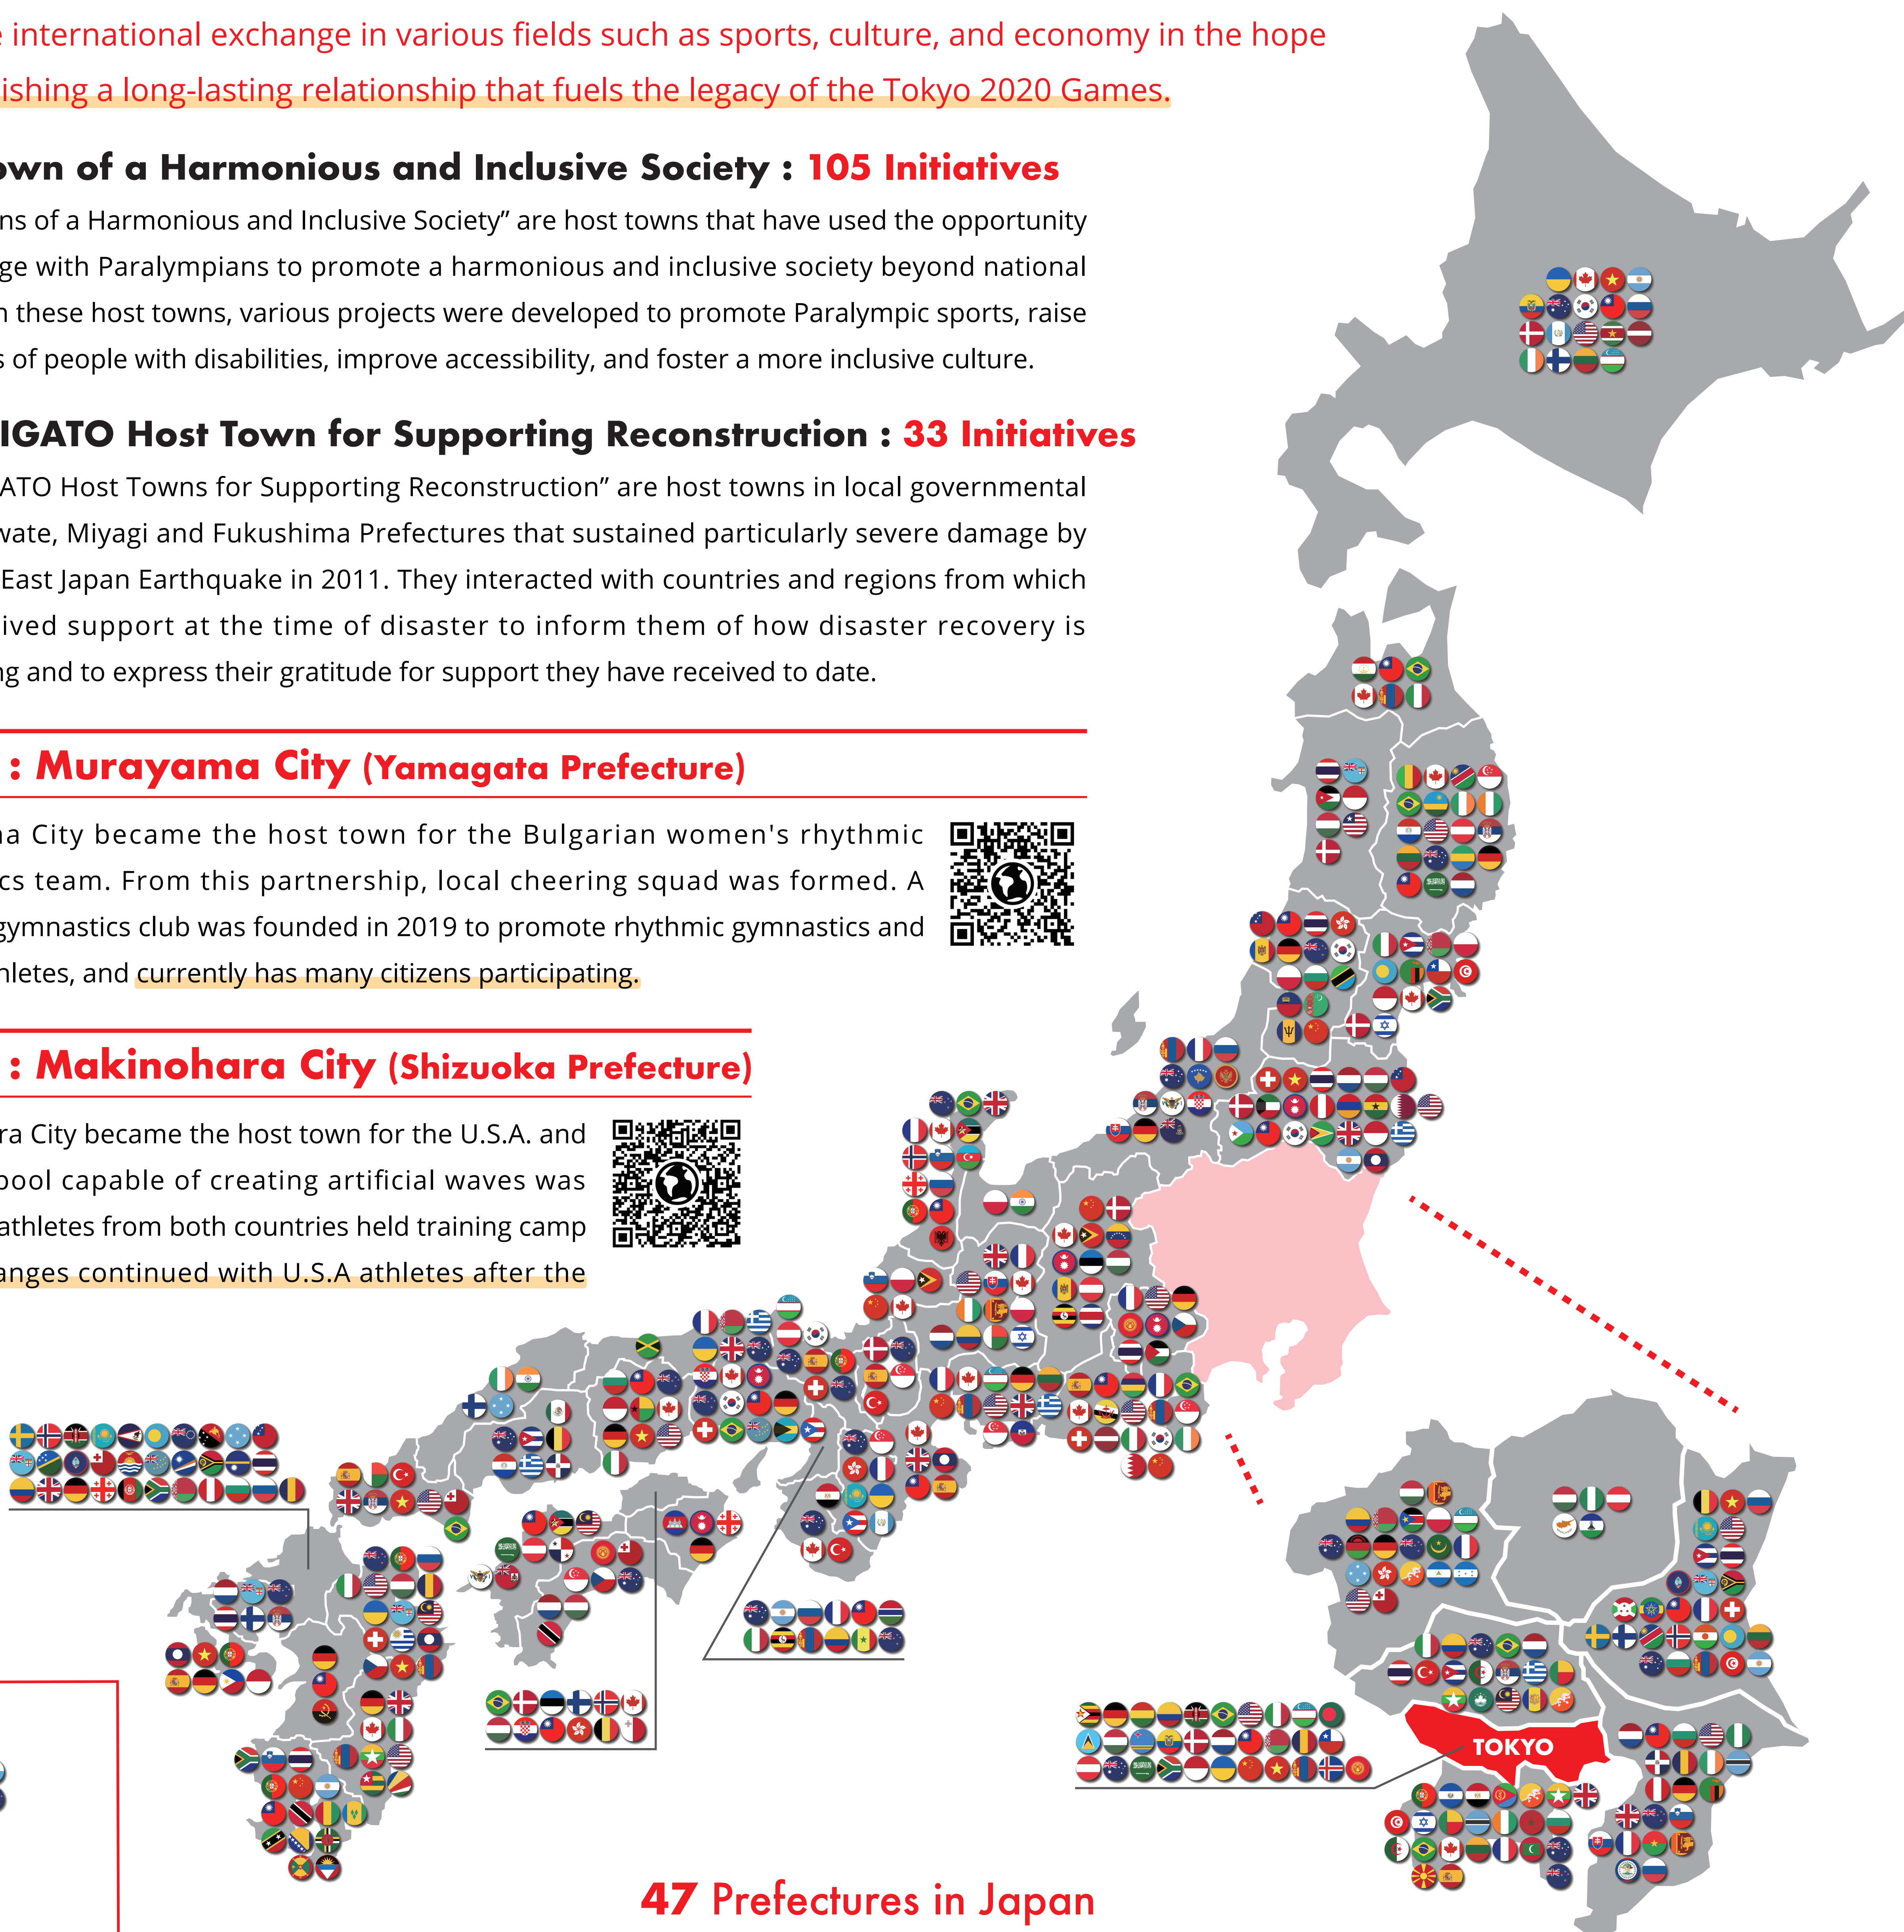 e international exchange in various fields such as sports, culture, and economy in the hope
ishing a long-lasting relationship that fuels the legacy of the Tokyo 2020 Games.
own of a Harmonious and Inclusive Society : 105 Initiatives
ns of a Harmonious and Inclusive Society” are host towns that have used the opportunity
ge with Paralympians to promote a harmonious and inclusive society beyond national
n these host towns, various projects were developed to promote Paralympic sports, raise
s of people with disabilities, improve accessibility, and foster a more inclusive culture.
IGATO Host Town for Supporting Reconstruction : 33 Initiatives
ATO Host Towns for Supporting Reconstruction” are host towns in local governmental
wate, Miyagi and Fukushima Prefectures that sustained particularly severe damage by
East Japan Earthquake in 2011. They interacted with countries and regions from which
ived support at the time of disaster to inform them of how disaster recovery is
ng and to express their gratitude for support they have received to date.
: Murayama City (Yamagata Prefecture)
na City became the host town for the Bulgarian women's rhythmic
cs team. From this partnership, local cheering squad was formed. A
gymnastics club was founded in 2019 to promote rhythmic gymnastics and
hletes, and currently has many citizens participating.
: Makinohara City (Shizuoka Prefecture)
ra City became the host town for the U.S.A. and
pool capable of creating artificial waves was
athletes from both countries held training camp
anges continued with U.S.A athletes after the
TOKYO
47 Prefectures in Japan